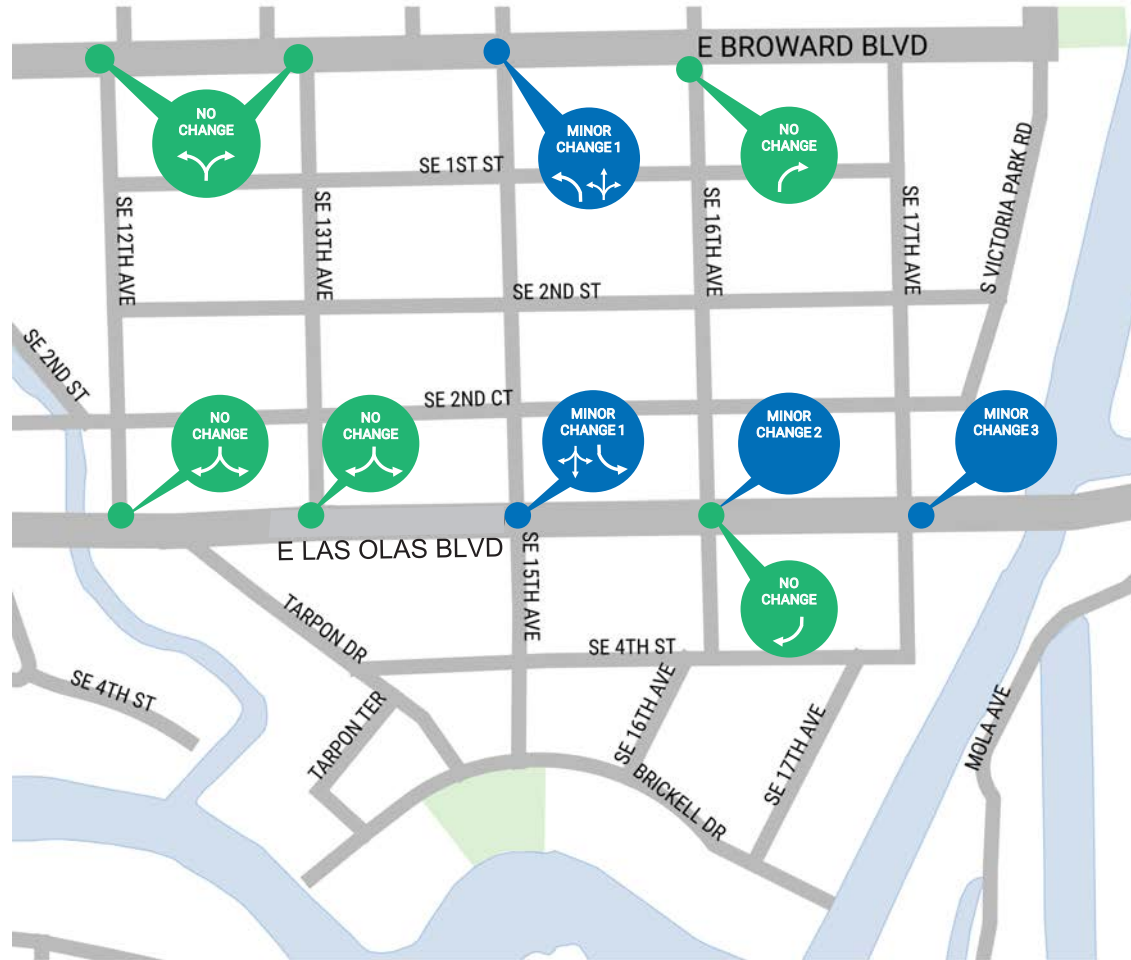 E BROWARD BLVD
NO
CHANGE
MINOR
CHANGE 1
NO
CHANGE
SE 1ST ST
SE 12TH AVE
SE 13TH AVE
SE 16TH AVE
SE 17TH AVE
S VICTORIA PARK RD
SE 2ND ST
SE 2ND ST
SE 2ND CT
NO
CHANGE
NO
CHANGE
MINOR
CHANGE 1
MINOR
CHANGE 2
MINOR
CHANGE 3
E LAS OLAS BLVD
SE 15TH AVE
NO
CHANGE
TARPON DR
SE 4TH ST
SE 4TH ST
TARPON TER
SE 16TH AVE
SE 17TH AVE
MOLA AVE
BRICKELL DR